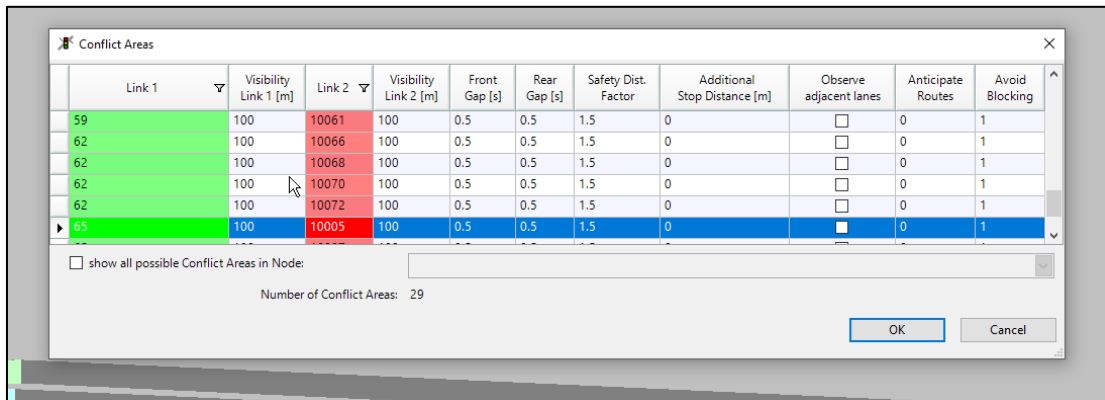 Conflict Areas
Link 1 Visibility Link 1 [m] Link 2 Visibility Link 2 [m] Front Gap [s] Rear Gap [s] Safety Dist. Factor Additional Stop Distance [m] Observe adjacent lanes Anticipate Routes Avoid Blocking
59 100 10061 100 0.5 0.5 1.5 0 0 1
62 100 10066 100 0.5 0.5 1.5 0 0 1
62 100 10068 100 0.5 0.5 1.5 0 0 1
62 100 10070 100 0.5 0.5 1.5 0 0 1
62 100 10072 100 0.5 0.5 1.5 0 0 1
65 100 10005 100 0.5 0.5 1.5 0 0 1
show all possible Conflict Areas in Node:
Number of Conflict Areas: 29
OK Cancel